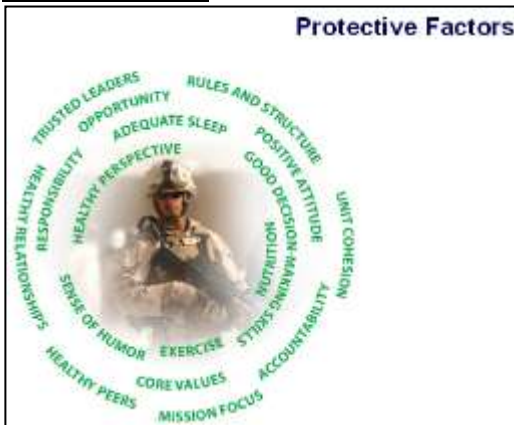 Protective Factors
TRUSTED LEADERS
RULES AND STRUCTURE
OPPORTUNITY
ADEQUATE SLEEP
POSITIVE ATTITUDE
HEALTHY PERSPECTIVE
GOOD DECISION-MAKING SKILLS
RESPONSIBILITY
HEALTHY RELATIONSHIPS
UNIT COHESION
NUTRITION
SENSE OF HUMOR
EXERCISE
ACCOUNTABILITY
HEALTHY PEERS
CORE VALUES
MISSION FOCUS